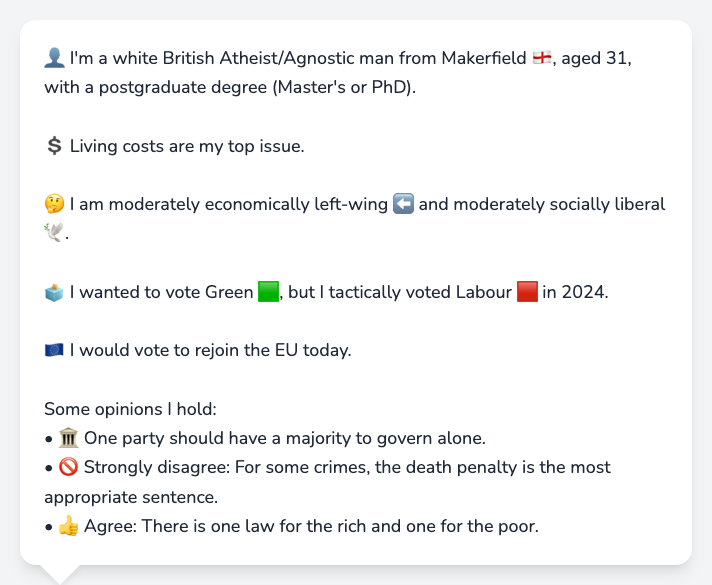 👤 I'm a white British Atheist/Agnostic man from Makerfield 🏴󠁧󠁢󠁥󠁮󠁧󠁿, aged 31,
with a postgraduate degree (Master's or PhD).
💲 Living costs are my top issue.
🤔 I am moderately economically left-wing ⬅️ and moderately socially liberal
🕊️.
🗳️ I wanted to vote Green 🟩, but I tactically voted Labour 🟥 in 2024.
🇪🇺 I would vote to rejoin the EU today.
Some opinions I hold:
• 🏛️ One party should have a majority to govern alone.
• 🚫 Strongly disagree: For some crimes, the death penalty is the most
appropriate sentence.
• 👍 Agree: There is one law for the rich and one for the poor.